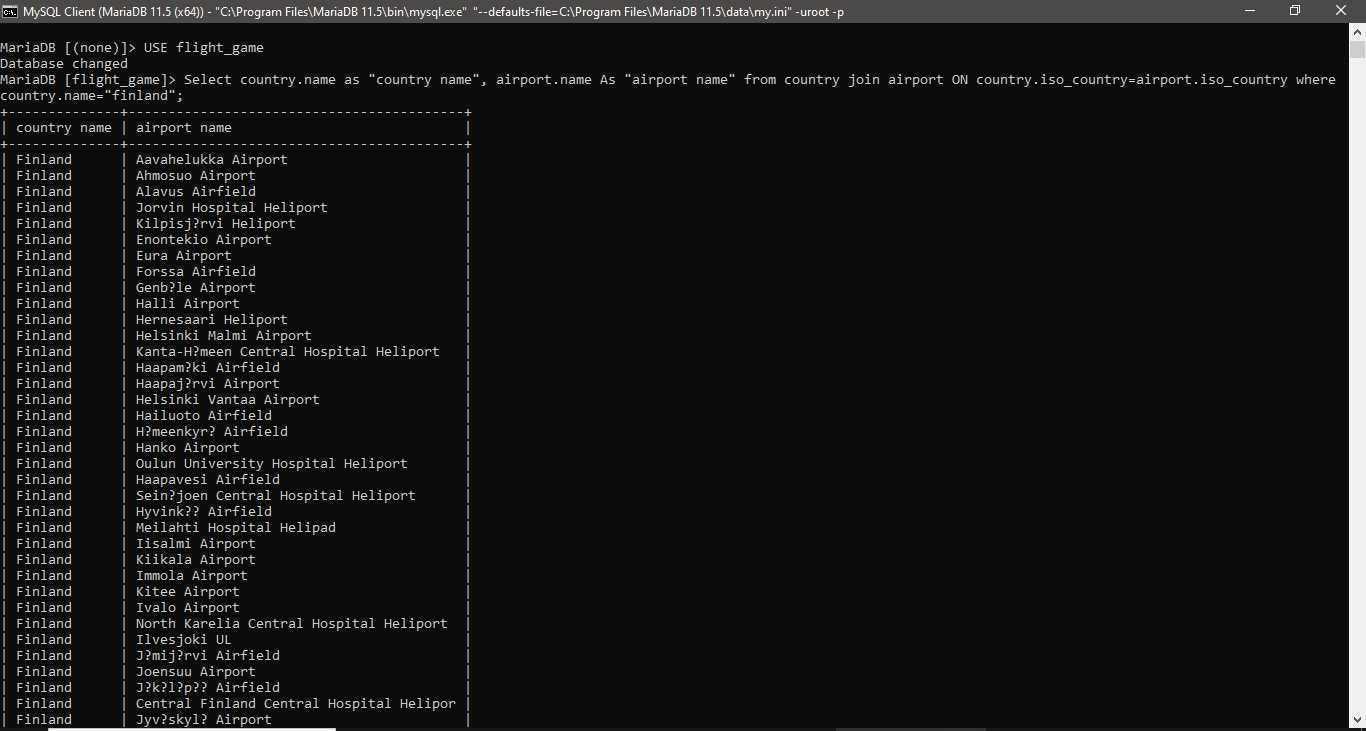 MySQL Client (MariaDB 11.5 (x64)) - "C:\Program Files\MariaDB 11.5\bin\mysql.exe" "--defaults-file=C:\Program Files\MariaDB 11.5\data\my.ini" -uroot -p
MariaDB [(none)]> USE flight_game
Database changed
MariaDB [flight_game]> Select country.name as "country name", airport.name As "airport name" from country join airport ON country.iso_country=airport.iso_country where
country.name="finland";
+--------------+------------------------------------------+
| country name | airport name                             |
+--------------+------------------------------------------+
| Finland      | Aavahelukka Airport                      |
| Finland      | Ahmosuo Airport                          |
| Finland      | Alavus Airfield                          |
| Finland      | Jorvin Hospital Heliport                 |
| Finland      | Kilpisj?rvi Heliport                     |
| Finland      | Enontekio Airport                        |
| Finland      | Eura Airport                             |
| Finland      | Forssa Airfield                          |
| Finland      | Genb?le Airport                          |
| Finland      | Halli Airport                            |
| Finland      | Hernesaari Heliport                      |
| Finland      | Helsinki Malmi Airport                   |
| Finland      | Kanta-H?meen Central Hospital Heliport   |
| Finland      | Haapam?ki Airfield                       |
| Finland      | Haapaj?rvi Airport                       |
| Finland      | Helsinki Vantaa Airport                  |
| Finland      | Hailuoto Airfield                        |
| Finland      | H?meenkyr? Airfield                      |
| Finland      | Hanko Airport                            |
| Finland      | Oulun University Hospital Heliport       |
| Finland      | Haapavesi Airfield                       |
| Finland      | Sein?joen Central Hospital Heliport      |
| Finland      | Hyvink?? Airfield                        |
| Finland      | Meilahti Hospital Helipad                |
| Finland      | Iisalmi Airport                          |
| Finland      | Kiikala Airport                          |
| Finland      | Immola Airport                           |
| Finland      | Kitee Airport                            |
| Finland      | Ivalo Airport                            |
| Finland      | North Karelia Central Hospital Heliport  |
| Finland      | Ilvesjoki UL                             |
| Finland      | J?mij?rvi Airfield                       |
| Finland      | Joensuu Airport                          |
| Finland      | J?k?l?p?? Airfield                       |
| Finland      | Central Finland Central Hospital Helipor |
| Finland      | Jyv?skyl? Airport                        |